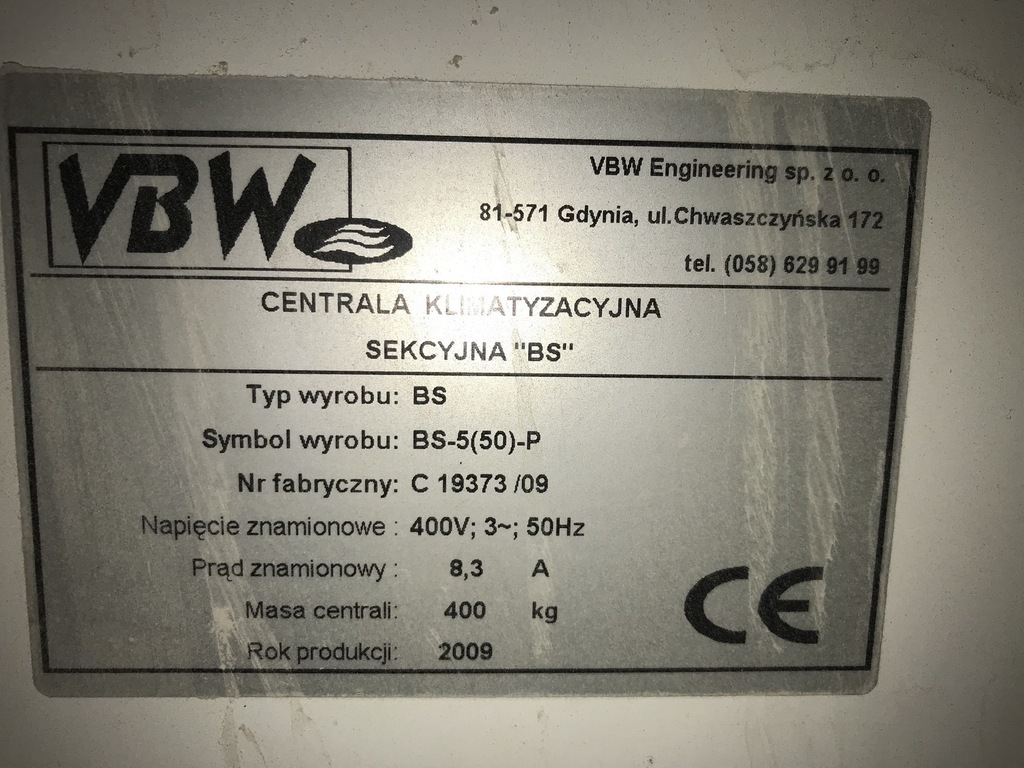 VBW
VBW Engineering sp. z o. o.
81-571 Gdynia, ul.Chwaszczyńska 172
tel. (058) 629 91 99
CENTRALA KLIMATYZACYJNA
SEKCYJNA "BS"
Typ wyrobu: BS
Symbol wyrobu: BS-5(50)-P
Nr fabryczny: C 19373 /09
Napięcie znamionowe : 400V; 3~; 50Hz
Prąd znamionowy : 8,3 A
Masa centrali: 400 kg
Rok produkcji: 2009
CE